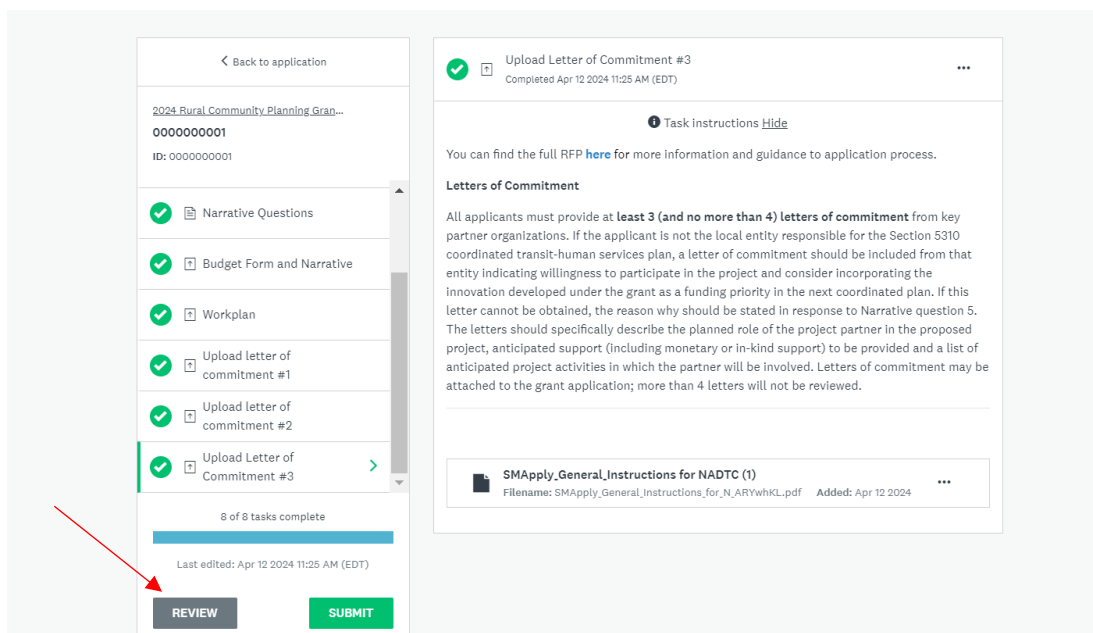 Back to application
2024 Rural Community Planning Gran...
0000000001
ID: 0000000001
Narrative Questions
Budget Form and Narrative
Workplan
Upload letter of
commitment #1
Upload letter of
commitment #2
Upload Letter of
Commitment #3
8 of 8 tasks complete
Last edited: Apr 12 2024 11:25 AM (EDT)
REVIEW
SUBMIT
Upload Letter of Commitment #3
Completed Apr 12 2024 11:25 AM (EDT)
Task instructions Hide
You can find the full RFP here for more information and guidance to application process.
Letters of Commitment
All applicants must provide at least 3 (and no more than 4) letters of commitment from key
partner organizations. If the applicant is not the local entity responsible for the Section 5310
coordinated transit-human services plan, a letter of commitment should be included from that
entity indicating willingness to participate in the project and consider incorporating the
innovation developed under the grant as a funding priority in the next coordinated plan. If this
letter cannot be obtained, the reason why should be stated in response to Narrative question 5.
The letters should specifically describe the planned role of the project partner in the proposed
project, anticipated support (including monetary or in-kind support) to be provided and a list of
anticipated project activities in which the partner will be involved. Letters of commitment may be
attached to the grant application; more than 4 letters will not be reviewed.
SMApply_General_Instructions for NADTC (1)
Filename: SMApply_General_Instructions_for_N_ARYwhKL.pdf Added: Apr 12 2024